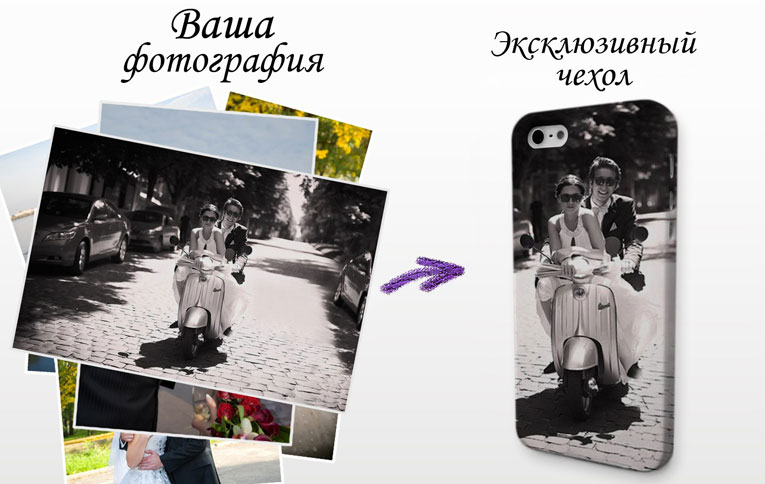 Ваша
фотография
Эксклюзивный
чехол